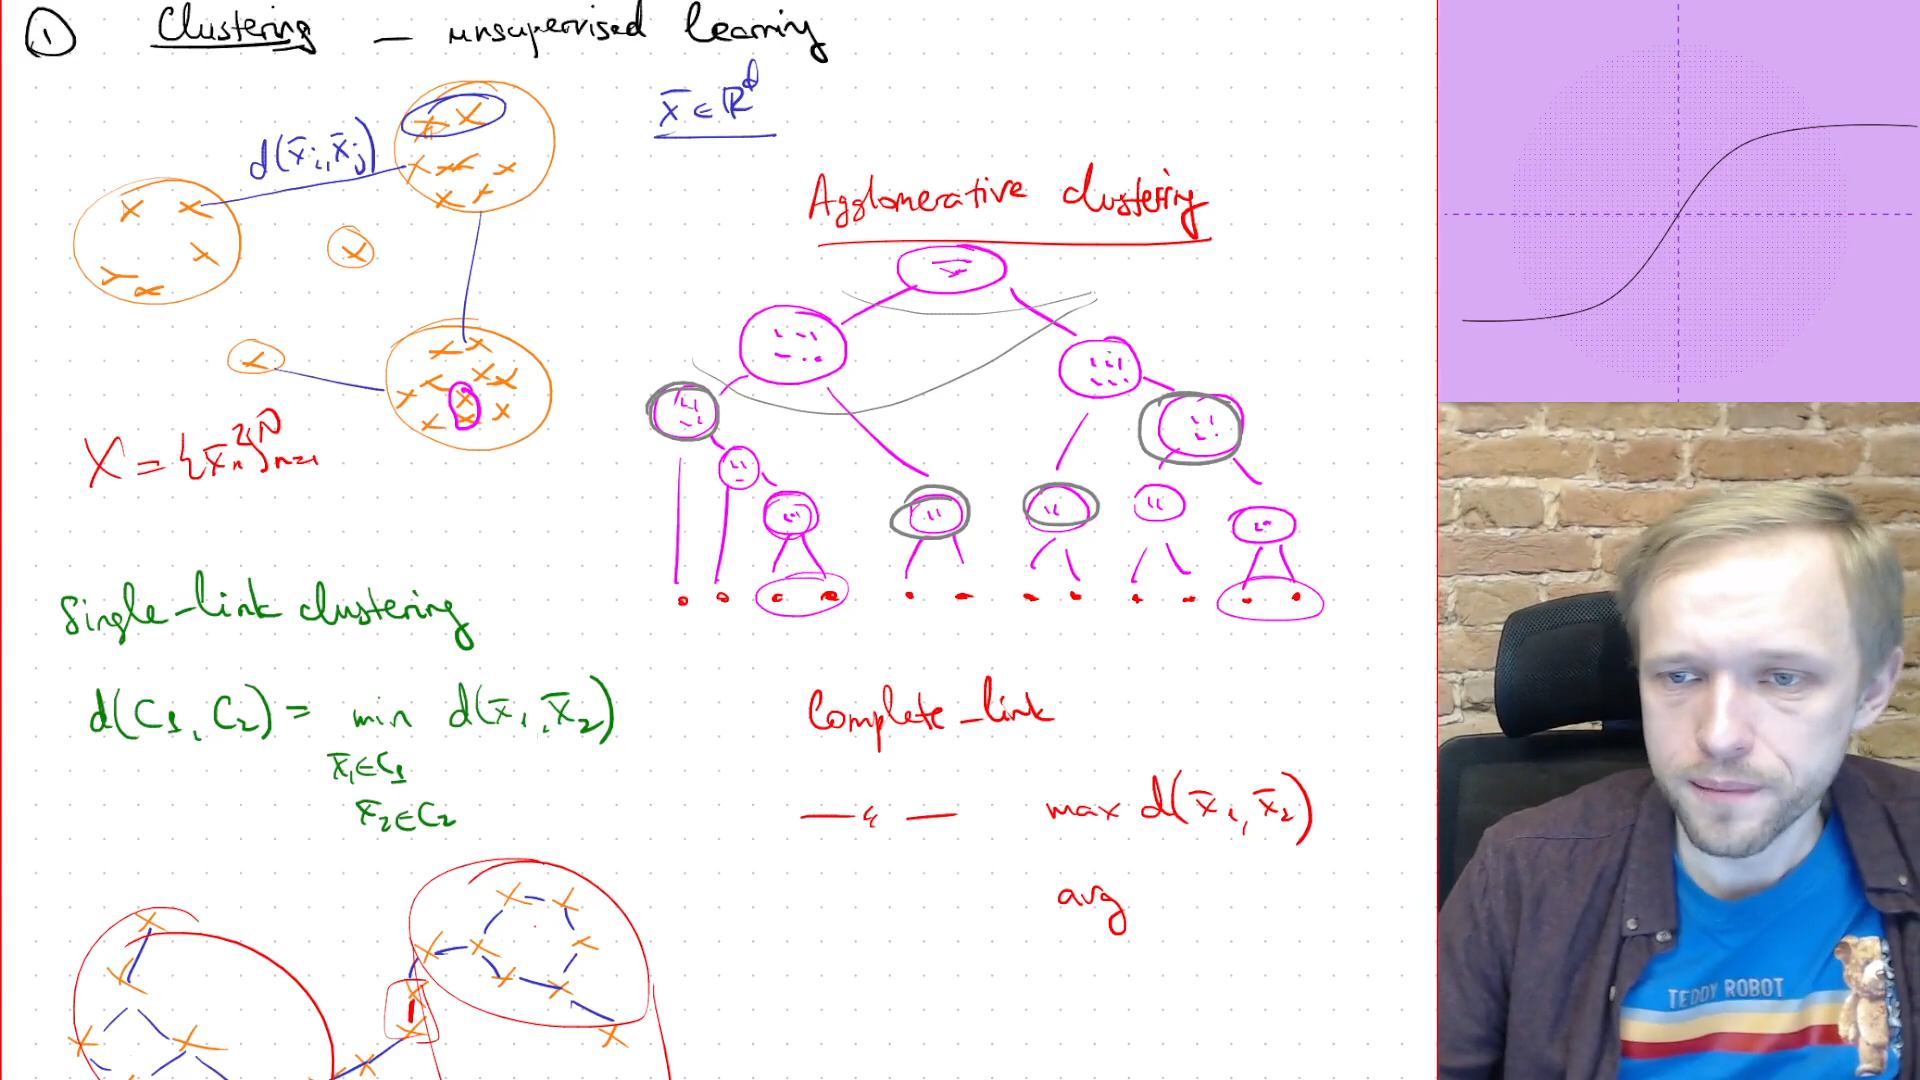 ① Clustering — unsupervised learning
x̄ ∈ ℝᵈ
d(x̄ᵢ, x̄ⱼ)
Agglomerative clustering
X = {x̄ₙ}ᴺₙ₌₁
Single-link clustering
d(C₁, C₂) = min d(x̄₁, x̄₂)
x̄₁∈C₁
x̄₂∈C₂
Complete-link
—〃— max d(x̄₁, x̄₂)
avg
TEDDY ROBOT